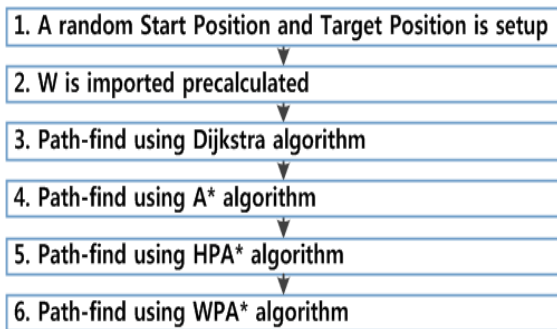 1. A random Start Position and Target Position is setup
2. W is imported precalculated
3. Path-find using Dijkstra algorithm
4. Path-find using A* algorithm
5. Path-find using HPA* algorithm
6. Path-find using WPA* algorithm